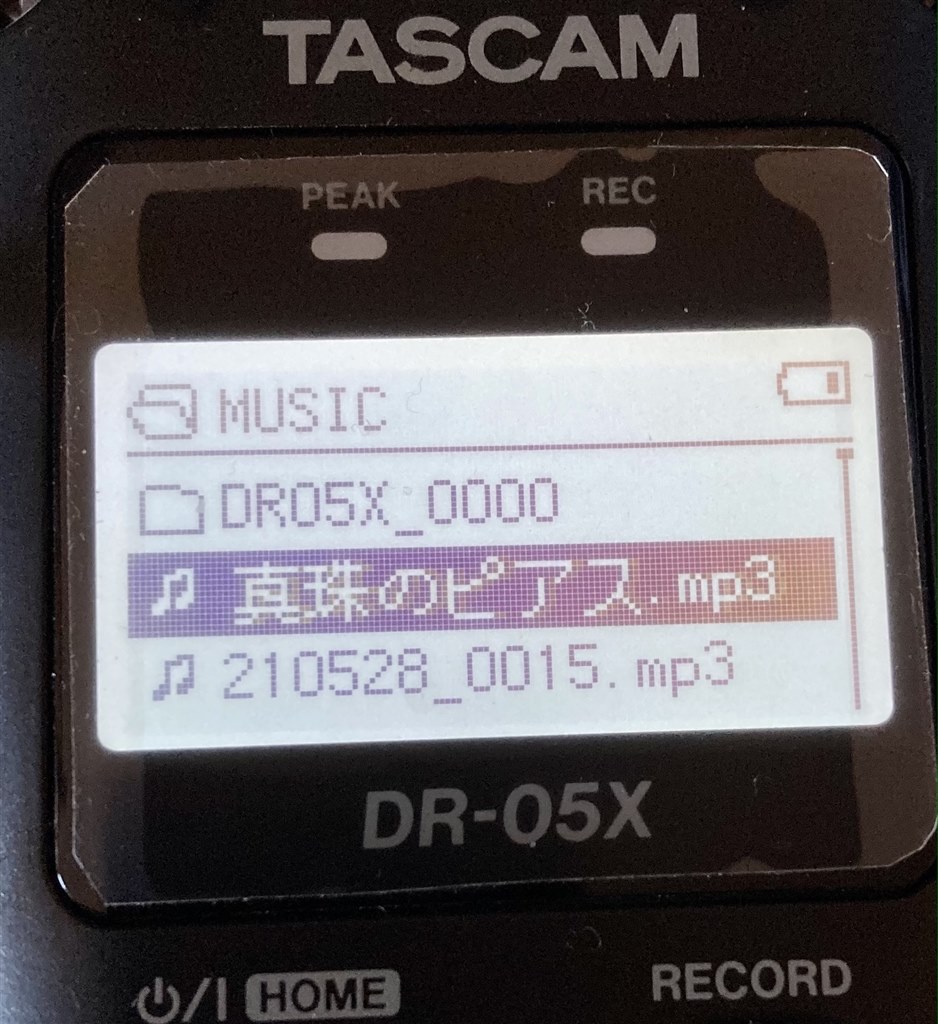 TASCAM
PEAK REC
MUSIC
DR05X_0000
真珠のピアス.mp3
210528_0015.mp3
DR-05X
⏻/I HOME RECORD